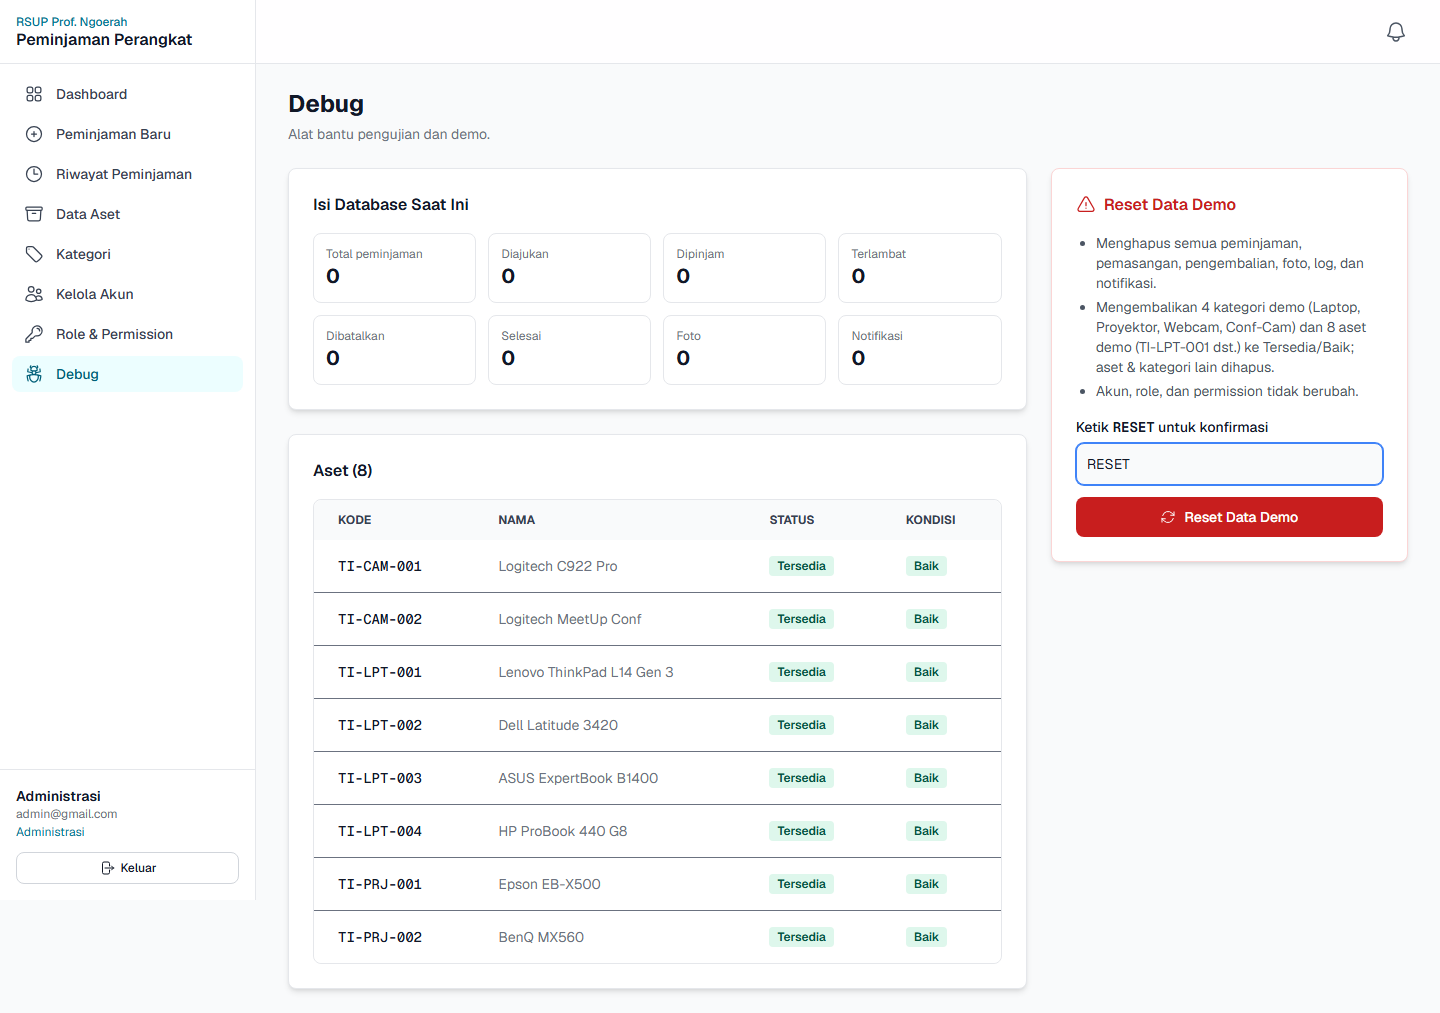 RSUP Prof. Ngoerah
Peminjaman Perangkat
Dashboard
Peminjaman Baru
Riwayat Peminjaman
Data Aset
Kategori
Kelola Akun
Role & Permission
Debug
Administrasi
admin@gmail.com
Administrasi
Keluar
Debug
Alat bantu pengujian dan demo.
Isi Database Saat Ini
Total peminjaman
0
Diajukan
0
Dipinjam
0
Terlambat
0
Dibatalkan
0
Selesai
0
Foto
0
Notifikasi
0
Aset (8)
KODE NAMA STATUS KONDISI
TI-CAM-001 Logitech C922 Pro Tersedia Baik
TI-CAM-002 Logitech MeetUp Conf Tersedia Baik
TI-LPT-001 Lenovo ThinkPad L14 Gen 3 Tersedia Baik
TI-LPT-002 Dell Latitude 3420 Tersedia Baik
TI-LPT-003 ASUS ExpertBook B1400 Tersedia Baik
TI-LPT-004 HP ProBook 440 G8 Tersedia Baik
TI-PRJ-001 Epson EB-X500 Tersedia Baik
TI-PRJ-002 BenQ MX560 Tersedia Baik
Reset Data Demo
Menghapus semua peminjaman,
pemasangan, pengembalian, foto, log, dan
notifikasi.
Mengembalikan 4 kategori demo (Laptop,
Proyektor, Webcam, Conf-Cam) dan 8 aset
demo (TI-LPT-001 dst.) ke Tersedia/Baik;
aset & kategori lain dihapus.
Akun, role, dan permission tidak berubah.
Ketik RESET untuk konfirmasi
RESET
Reset Data Demo